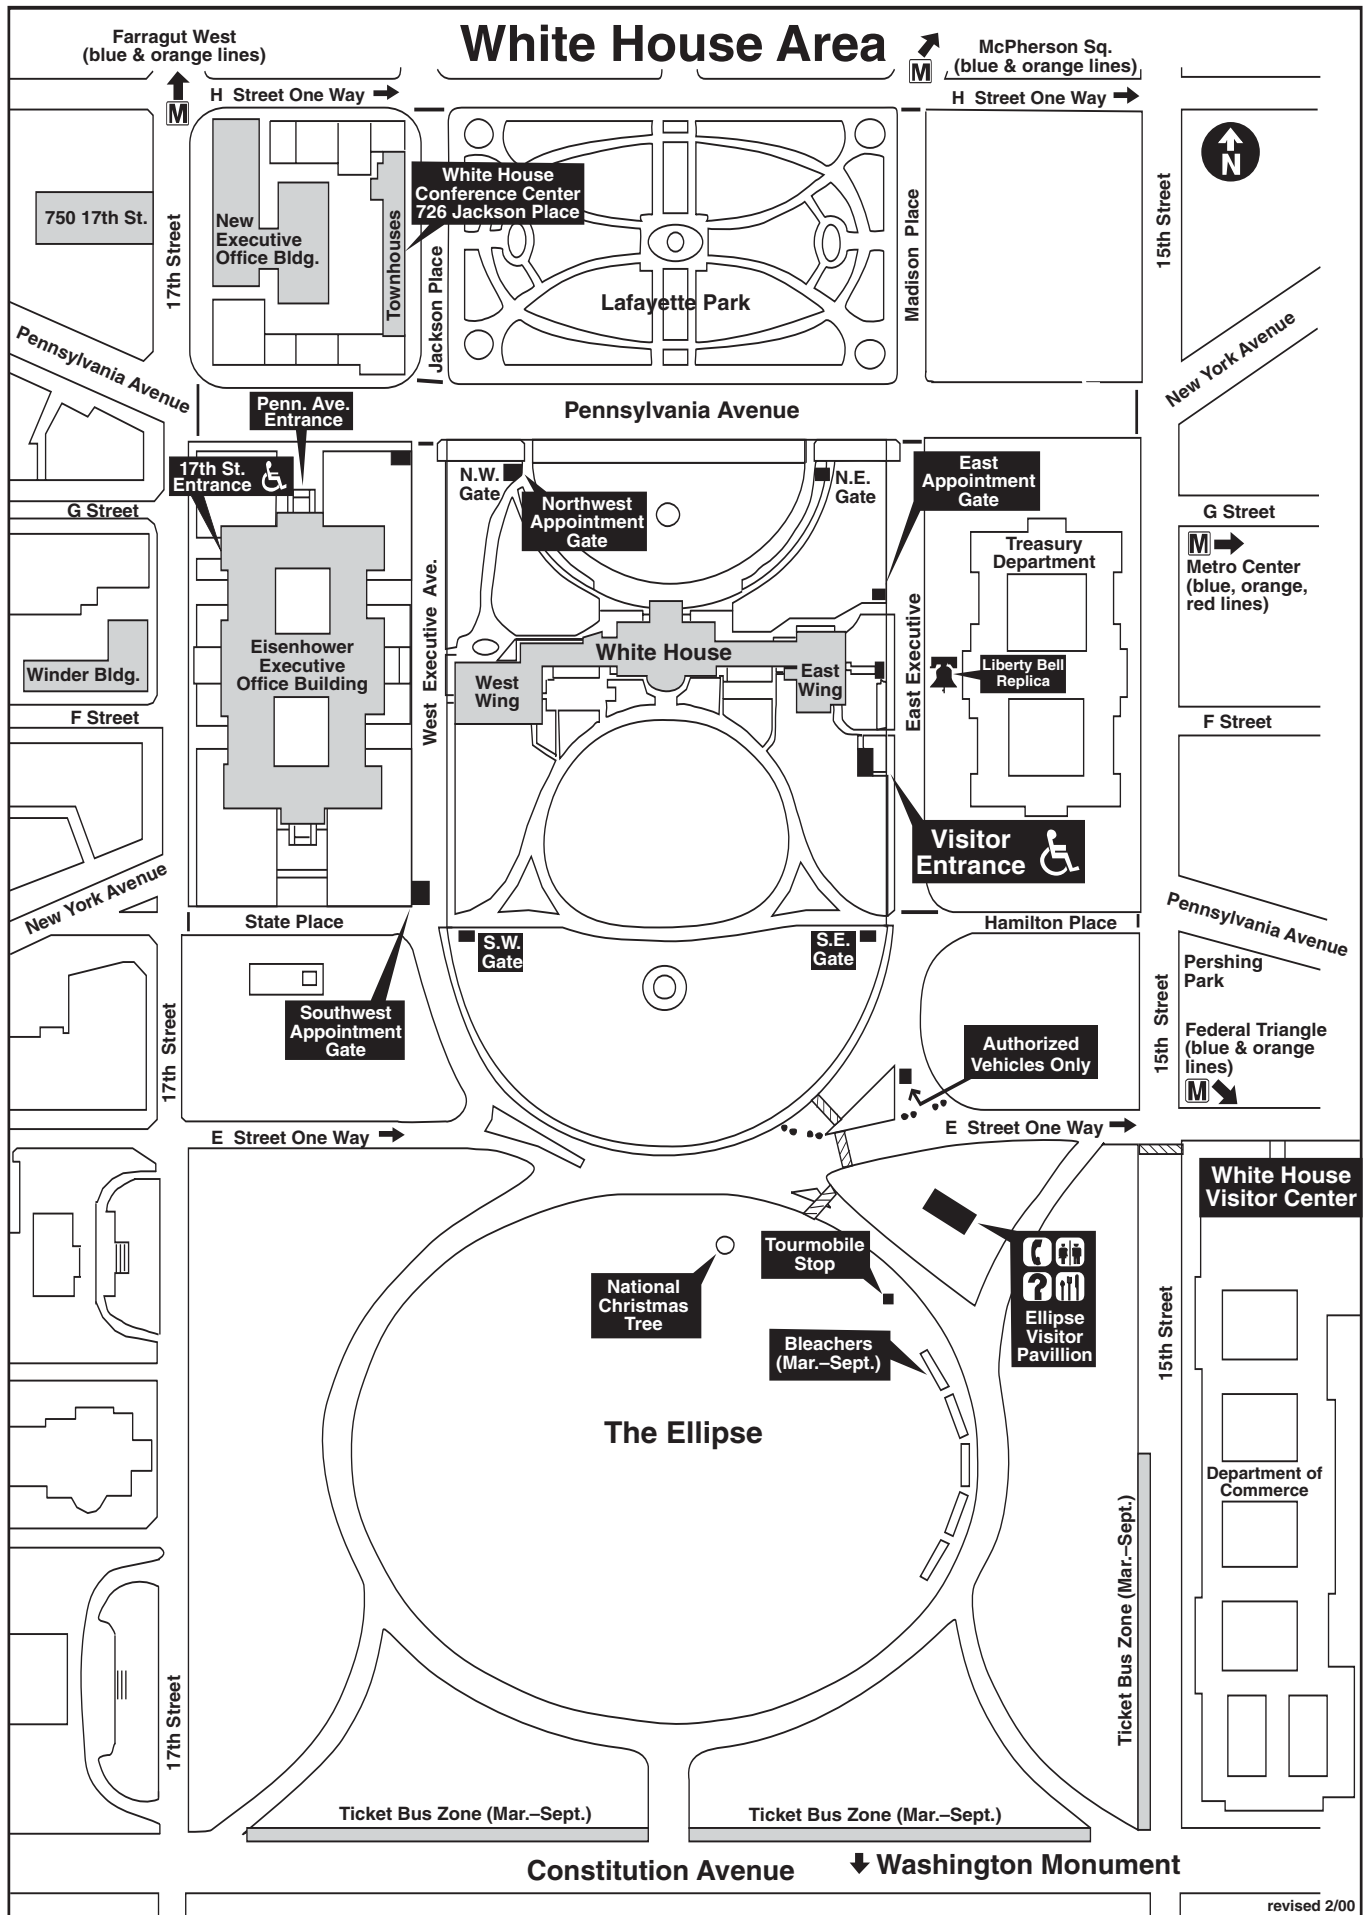 White House Area
Farragut West
(blue & orange lines)
M
McPherson Sq.
(blue & orange lines)
M
H Street One Way
H Street One Way
N
750 17th St.
17th Street
New
Executive
Office Bldg.
Townhouses
White House
Conference Center
726 Jackson Place
Jackson Place
Lafayette Park
Madison Place
15th Street
New York Avenue
Pennsylvania Avenue
Penn. Ave.
Entrance
Pennsylvania Avenue
17th St.
Entrance
N.W.
Gate
Northwest
Appointment
Gate
N.E.
Gate
East
Appointment
Gate
G Street
G Street
M
Metro Center
(blue, orange,
red lines)
Treasury
Department
West Executive Ave.
East Executive
Eisenhower
Executive
Office Building
White House
West
Wing
East
Wing
Liberty Bell
Replica
Winder Bldg.
F Street
F Street
Visitor
Entrance
New York Avenue
State Place
Hamilton Place
Pennsylvania Avenue
S.W.
Gate
S.E.
Gate
Pershing
Park
Southwest
Appointment
Gate
17th Street
15th Street
Authorized
Vehicles Only
Federal Triangle
(blue & orange
lines)
M
E Street One Way
E Street One Way
White House
Visitor Center
Tourmobile
Stop
National
Christmas
Tree
?
Ellipse
Visitor
Pavillion
Bleachers
(Mar.–Sept.)
15th Street
The Ellipse
Department of
Commerce
Ticket Bus Zone (Mar.–Sept.)
17th Street
Ticket Bus Zone (Mar.–Sept.)
Ticket Bus Zone (Mar.–Sept.)
Constitution Avenue
Washington Monument
revised 2/00